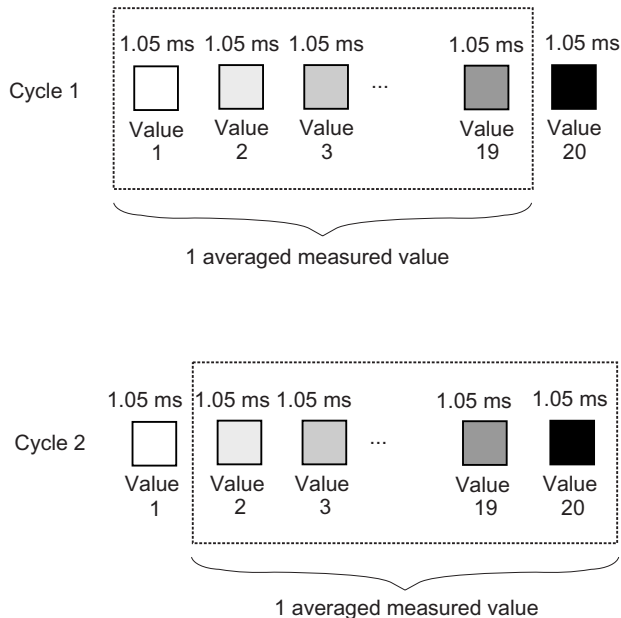 1.05 ms 1.05 ms 1.05 ms 1.05 ms 1.05 ms
Cycle 1
...
Value Value Value Value Value
1 2 3 19 20
1 averaged measured value
1.05 ms 1.05 ms 1.05 ms 1.05 ms 1.05 ms
Cycle 2
...
Value Value Value Value Value
1 2 3 19 20
1 averaged measured value